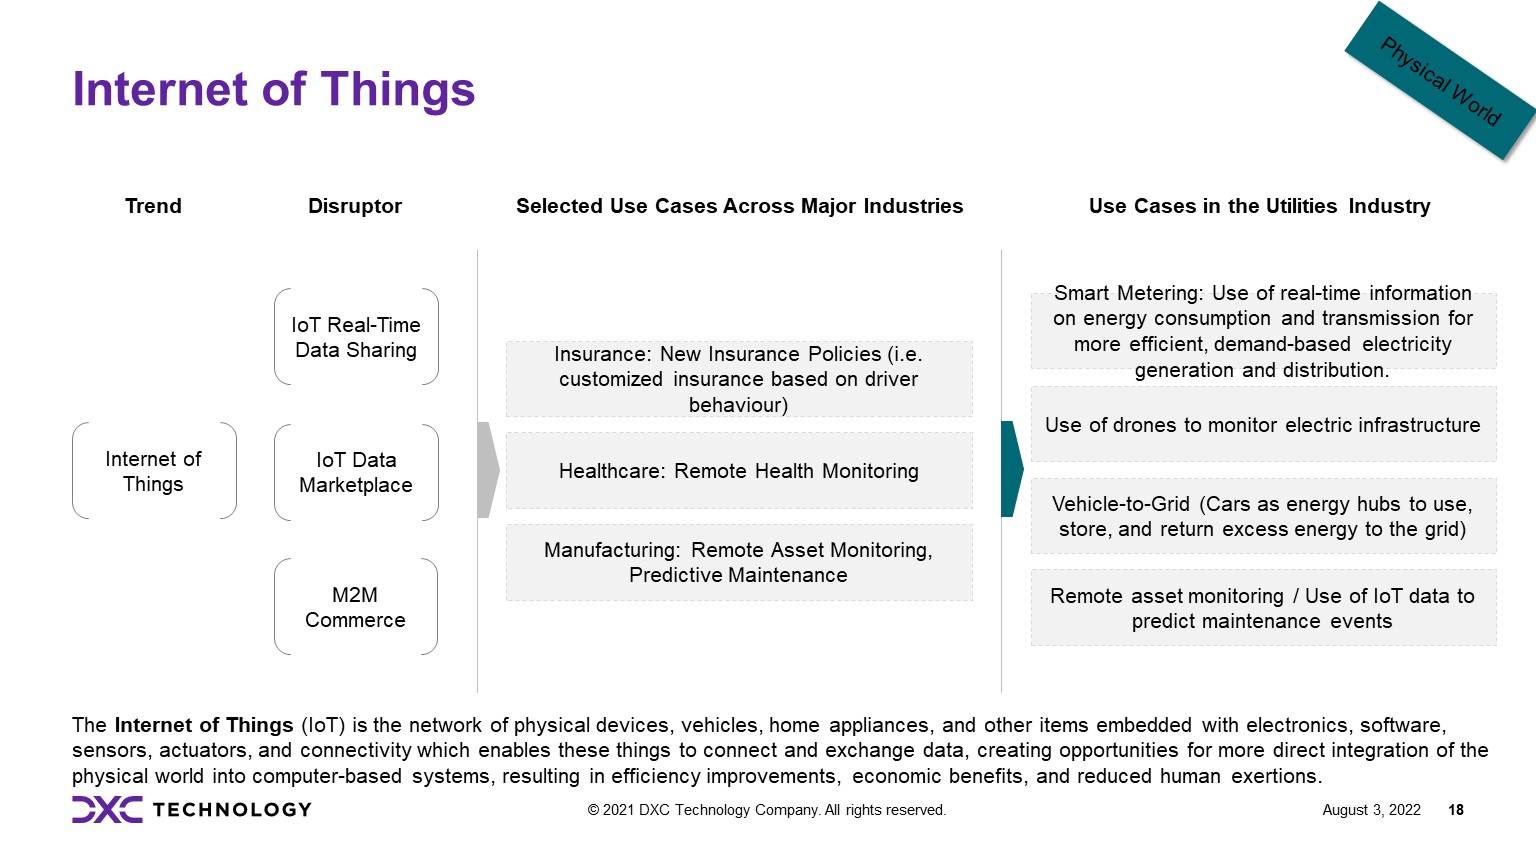 Physical World
Internet of Things
Trend
Disruptor
Selected Use Cases Across Major Industries
Use Cases in the Utilities Industry
Internet of
Things
IoT Real-Time
Data Sharing
IoT Data
Marketplace
M2M
Commerce
Insurance: New Insurance Policies (i.e.
customized insurance based on driver
behaviour)
Healthcare: Remote Health Monitoring
Manufacturing: Remote Asset Monitoring,
Predictive Maintenance
Smart Metering: Use of real-time information
on energy consumption and transmission for
more efficient, demand-based electricity
generation and distribution.
Use of drones to monitor electric infrastructure
Vehicle-to-Grid (Cars as energy hubs to use,
store, and return excess energy to the grid)
Remote asset monitoring / Use of IoT data to
predict maintenance events
The Internet of Things (IoT) is the network of physical devices, vehicles, home appliances, and other items embedded with electronics, software,
sensors, actuators, and connectivity which enables these things to connect and exchange data, creating opportunities for more direct integration of the
physical world into computer-based systems, resulting in efficiency improvements, economic benefits, and reduced human exertions.
DXC TECHNOLOGY
© 2021 DXC Technology Company. All rights reserved.
August 3, 2022
18